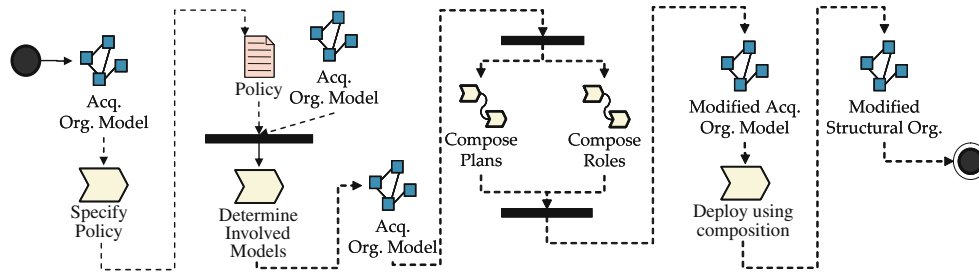 Acq.
Org. Model
Specify
Policy
Policy
Acq.
Org. Model
Determine
Involved
Models
Acq.
Org. Model
Compose
Plans
Compose
Roles
Modified Acq.
Org. Model
Deploy using
composition
Modified
Structural Org.